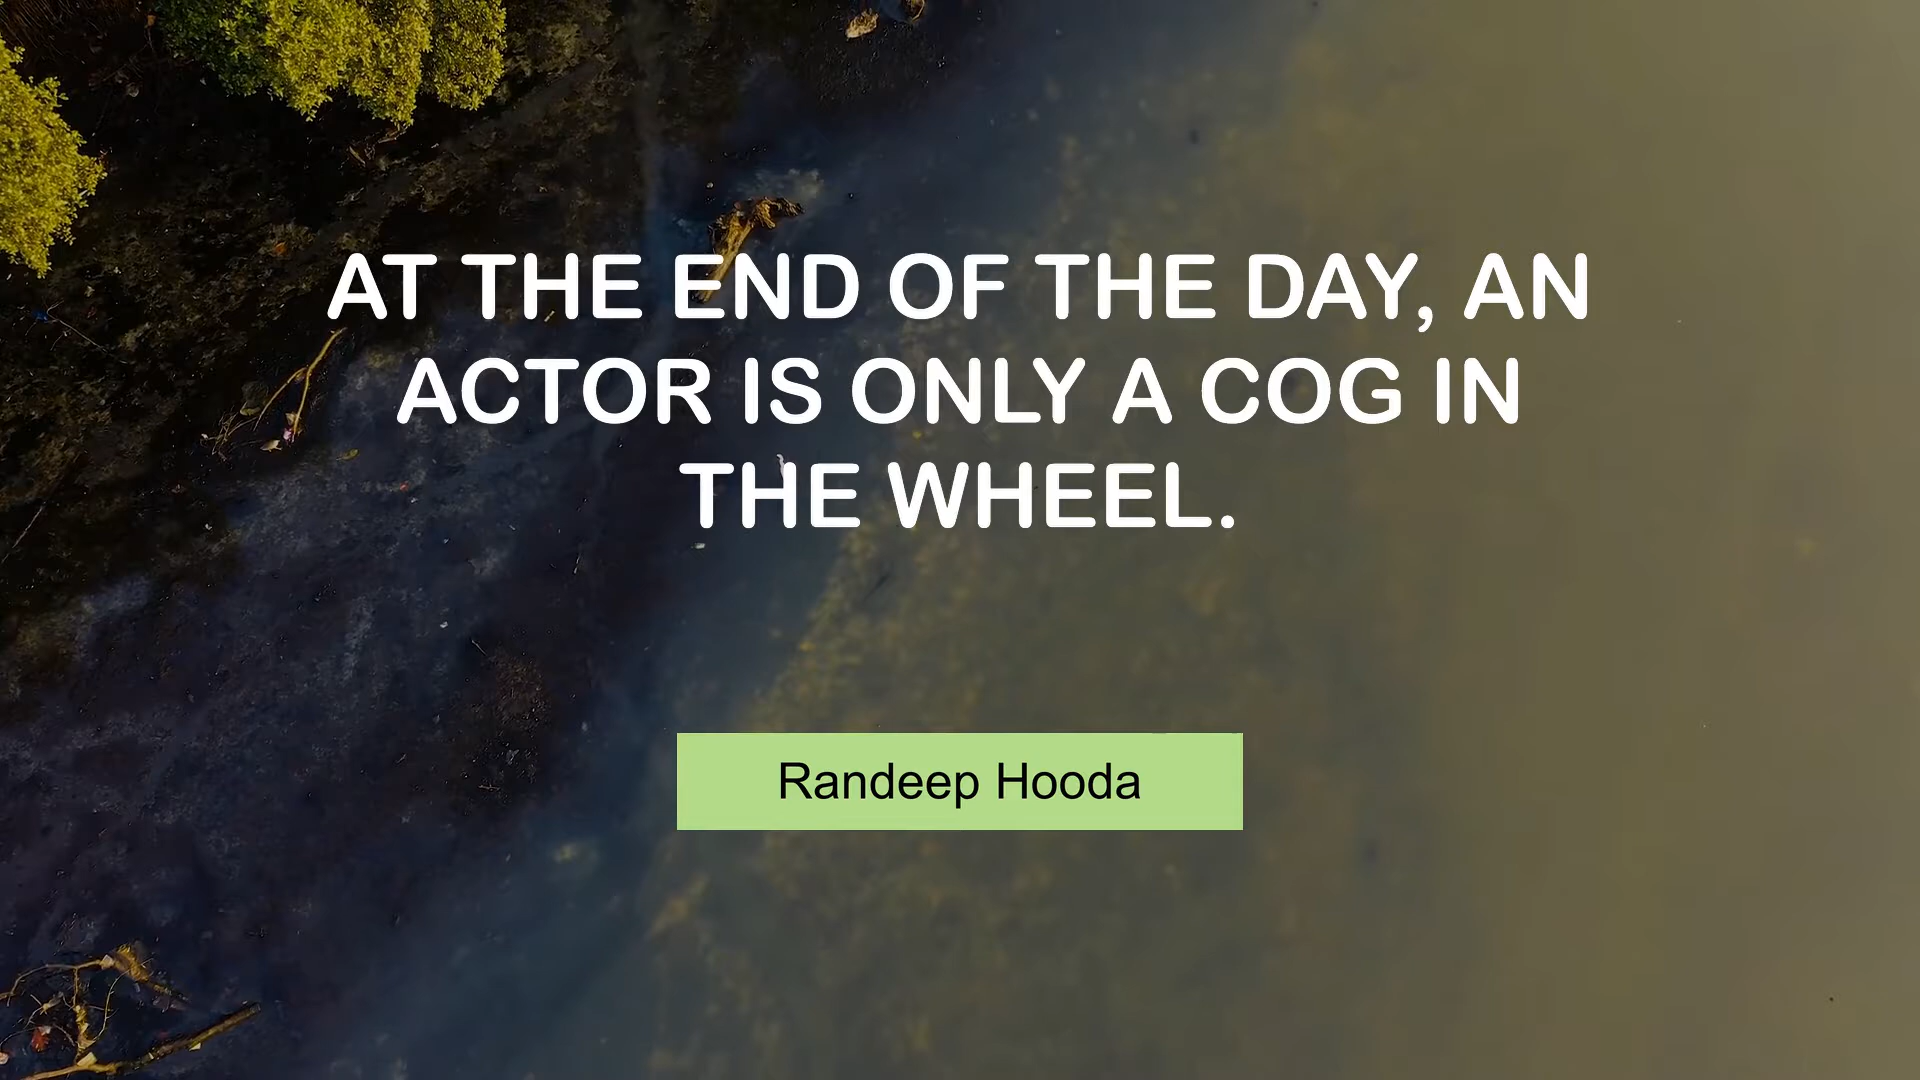 AT THE END OF THE DAY, AN
ACTOR IS ONLY A COG IN
THE WHEEL.
Randeep Hooda